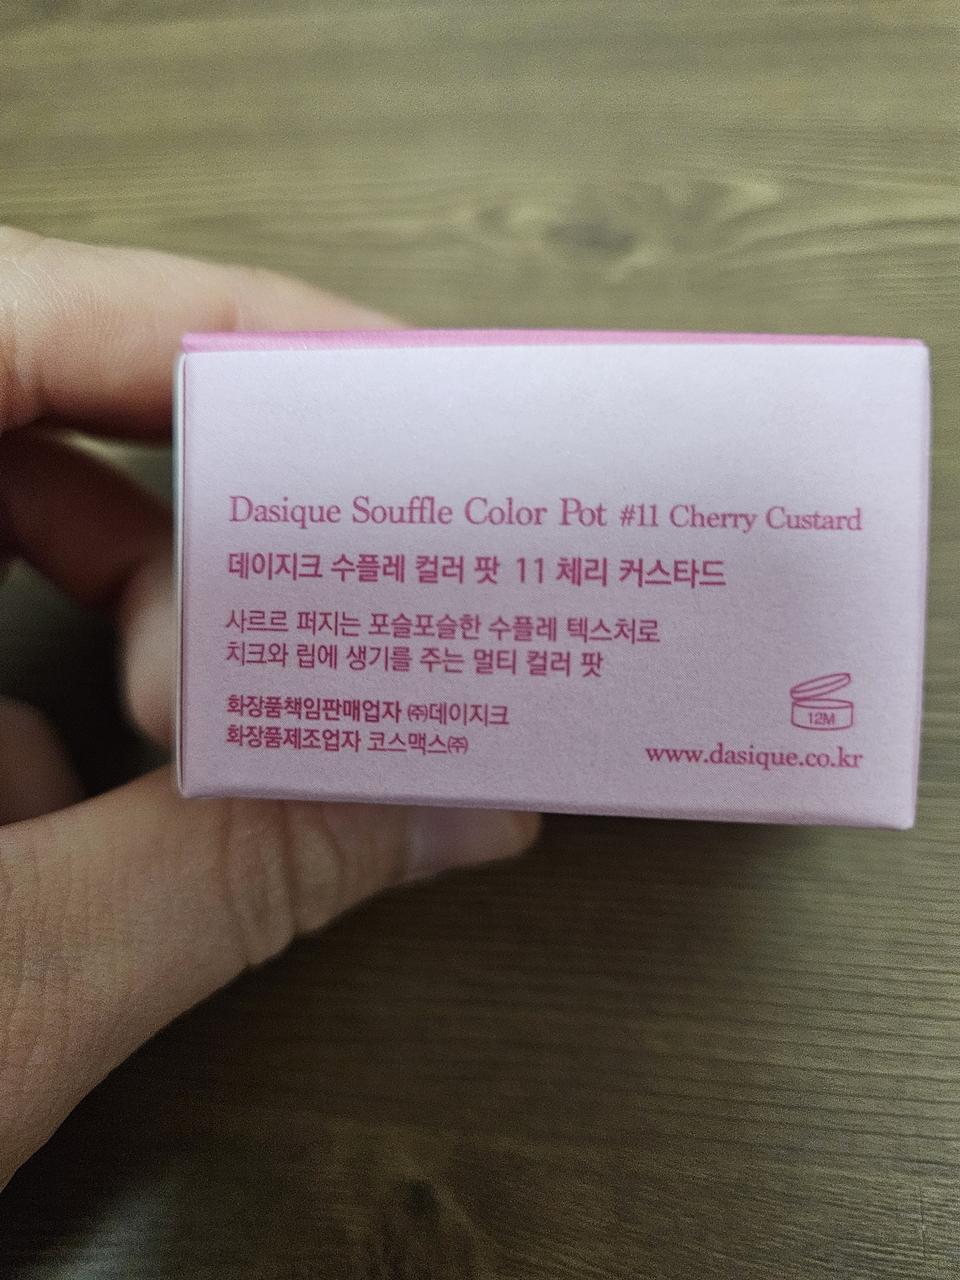 Dasique Souffle Color Pot #11 Cherry Custard
데이지크 수플레 컬러 팟 11 체리 커스타드
사르르 퍼지는 포슬포슬한 수플레 텍스처로
치크와 립에 생기를 주는 멀티 컬러 팟
화장품책임판매업자 ㈜데이지크
화장품제조업자 코스맥스㈜
12M
www.dasique.co.kr